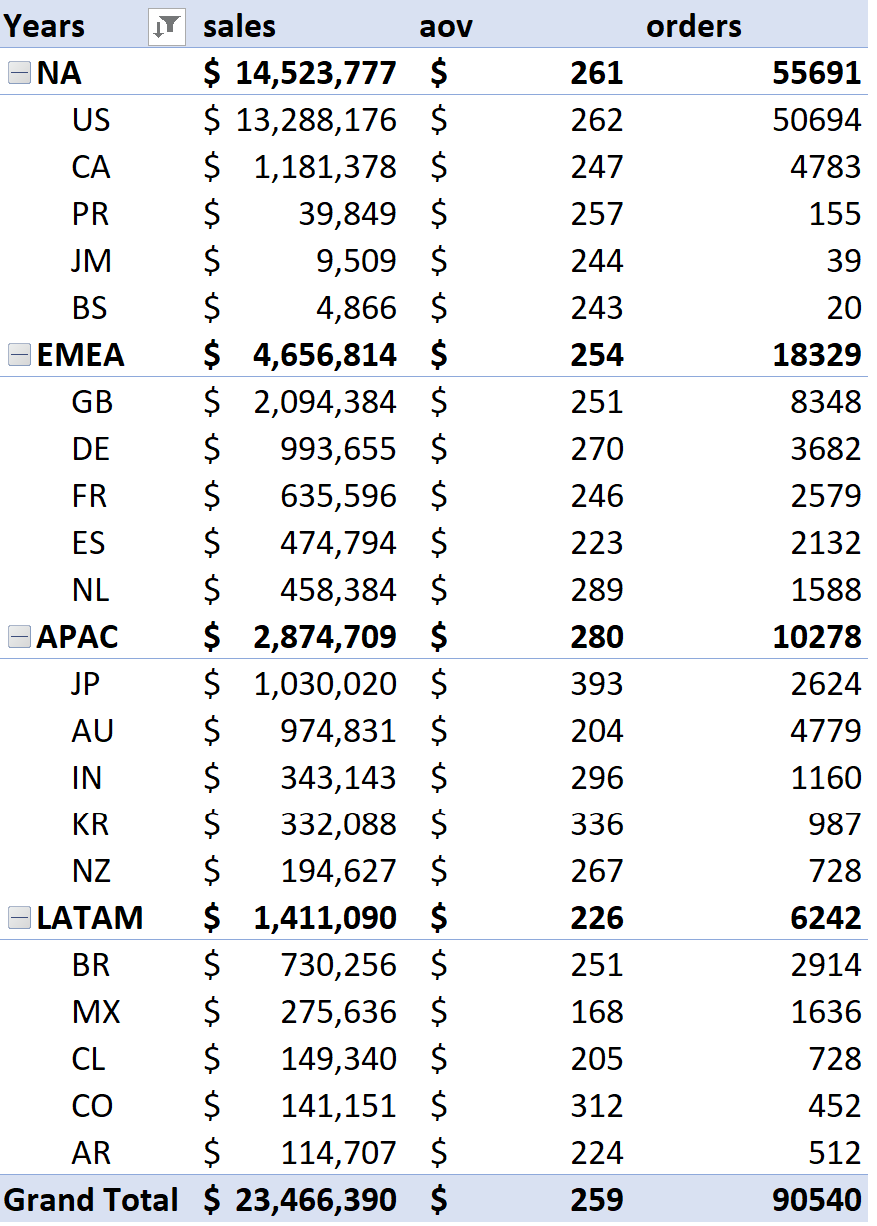 Years sales aov orders
NA $ 14,523,777 $ 261 55691
US $ 13,288,176 $ 262 50694
CA $ 1,181,378 $ 247 4783
PR $ 39,849 $ 257 155
JM $ 9,509 $ 244 39
BS $ 4,866 $ 243 20
EMEA $ 4,656,814 $ 254 18329
GB $ 2,094,384 $ 251 8348
DE $ 993,655 $ 270 3682
FR $ 635,596 $ 246 2579
ES $ 474,794 $ 223 2132
NL $ 458,384 $ 289 1588
APAC $ 2,874,709 $ 280 10278
JP $ 1,030,020 $ 393 2624
AU $ 974,831 $ 204 4779
IN $ 343,143 $ 296 1160
KR $ 332,088 $ 336 987
NZ $ 194,627 $ 267 728
LATAM $ 1,411,090 $ 226 6242
BR $ 730,256 $ 251 2914
MX $ 275,636 $ 168 1636
CL $ 149,340 $ 205 728
CO $ 141,151 $ 312 452
AR $ 114,707 $ 224 512
Grand Total $ 23,466,390 $ 259 90540